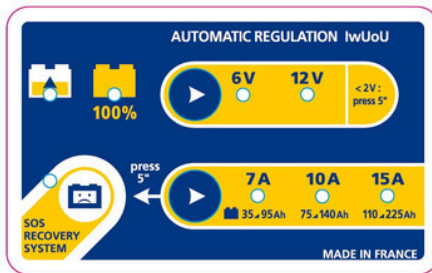 AUTOMATIC REGULATION IwUoU
6V 12V
< 2V :
press 5"
100%
press
5"
7A 10A 15A
35⊿95Ah 75⊿140Ah 110⊿225Ah
SOS
RECOVERY
SYSTEM
MADE IN FRANCE